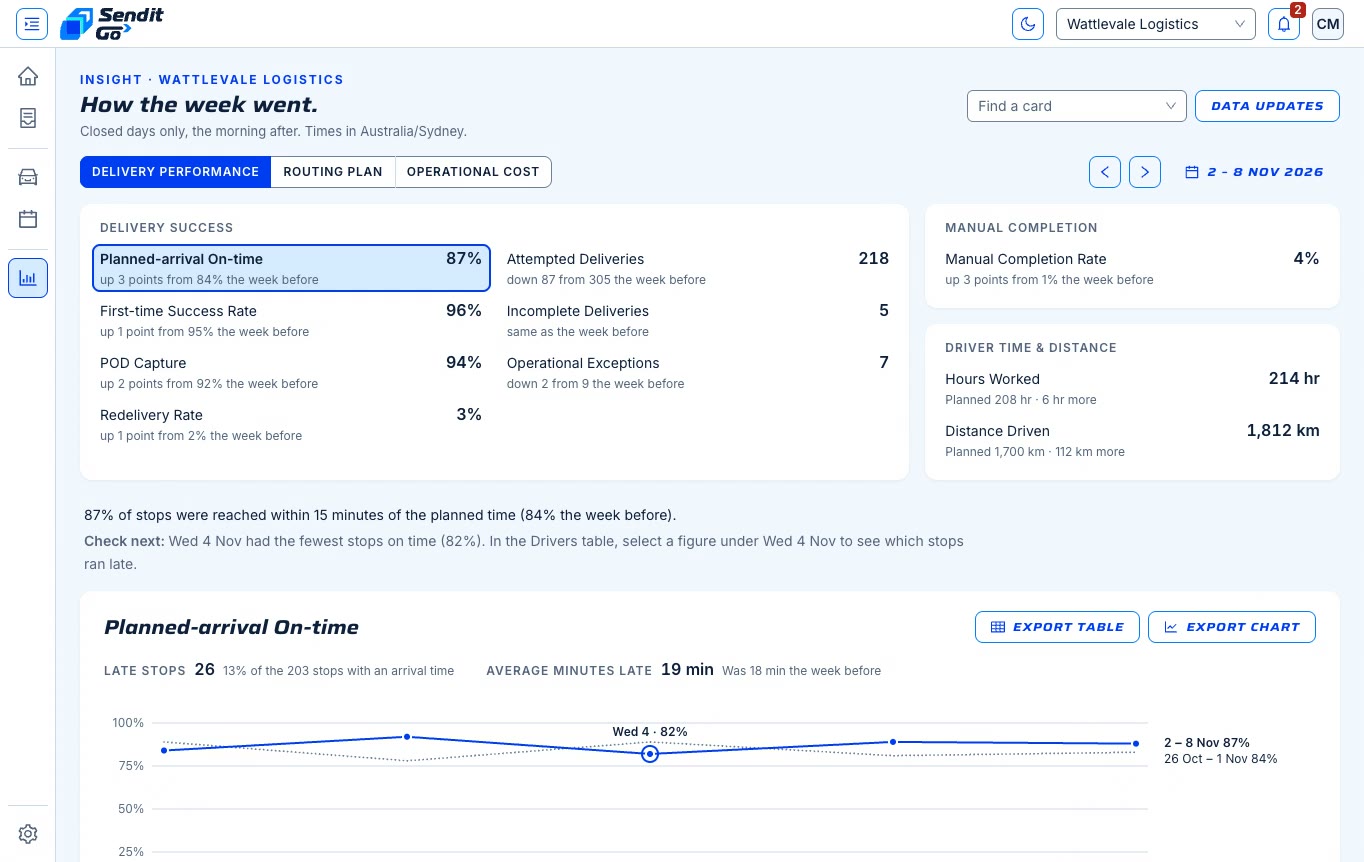 Sendit
Go
Wattlevale Logistics
2
CM
INSIGHT · WATTLEVALE LOGISTICS
How the week went.
Closed days only, the morning after. Times in Australia/Sydney.
Find a card
DATA UPDATES
DELIVERY PERFORMANCE
ROUTING PLAN
OPERATIONAL COST
2 - 8 NOV 2026
DELIVERY SUCCESS
Planned-arrival On-time 87%
up 3 points from 84% the week before
First-time Success Rate 96%
up 1 point from 95% the week before
POD Capture 94%
up 2 points from 92% the week before
Redelivery Rate 3%
up 1 point from 2% the week before
Attempted Deliveries 218
down 87 from 305 the week before
Incomplete Deliveries 5
same as the week before
Operational Exceptions 7
down 2 from 9 the week before
MANUAL COMPLETION
Manual Completion Rate 4%
up 3 points from 1% the week before
DRIVER TIME & DISTANCE
Hours Worked 214 hr
Planned 208 hr · 6 hr more
Distance Driven 1,812 km
Planned 1,700 km · 112 km more
87% of stops were reached within 15 minutes of the planned time (84% the week before).
Check next: Wed 4 Nov had the fewest stops on time (82%). In the Drivers table, select a figure under Wed 4 Nov to see which stops
ran late.
Planned-arrival On-time
EXPORT TABLE
EXPORT CHART
LATE STOPS 26 13% of the 203 stops with an arrival time
AVERAGE MINUTES LATE 19 min Was 18 min the week before
100%
Wed 4 · 82%
2 – 8 Nov 87%
26 Oct – 1 Nov 84%
75%
50%
25%